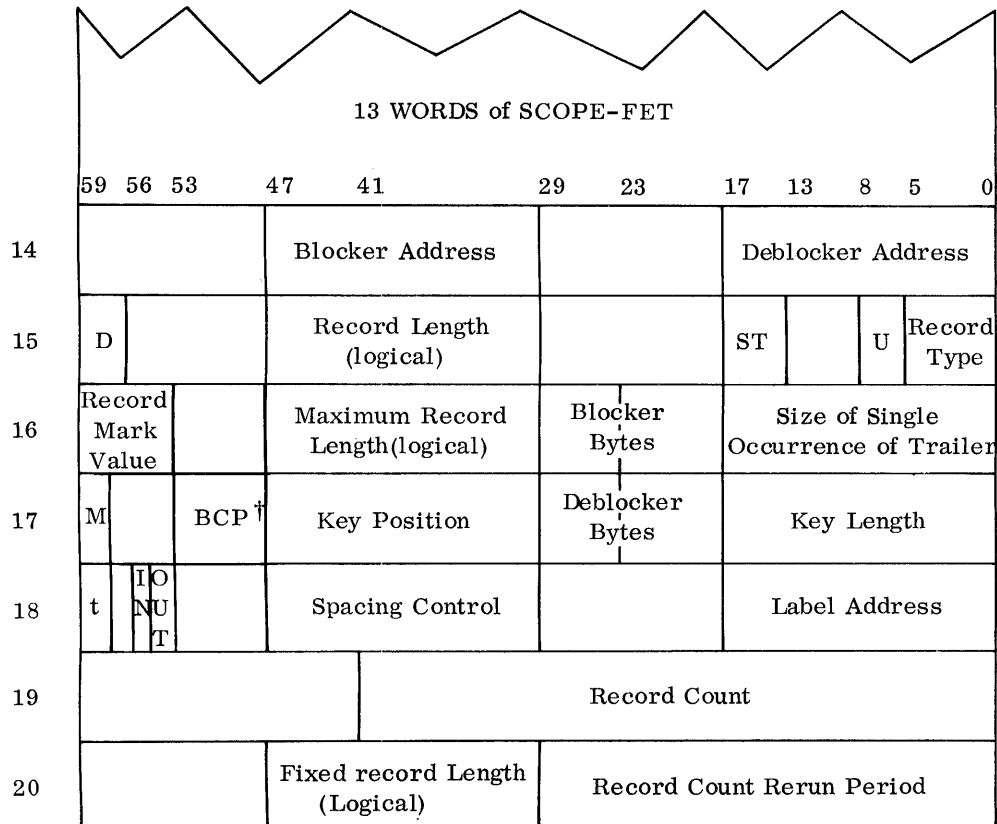 13 WORDS of SCOPE-FET
59 56 53 47 41 29 23 17 13 8 5 0
14 Blocker Address Deblocker Address
15 D Record Length (logical) ST U Record Type
16 Record Mark Value Maximum Record Length(logical) Blocker Bytes Size of Single Occurrence of Trailer
17 M BCP† Key Position Deblocker Bytes Key Length
18 t IN OUT Spacing Control Label Address
19 Record Count
20 Fixed record Length (Logical) Record Count Rerun Period